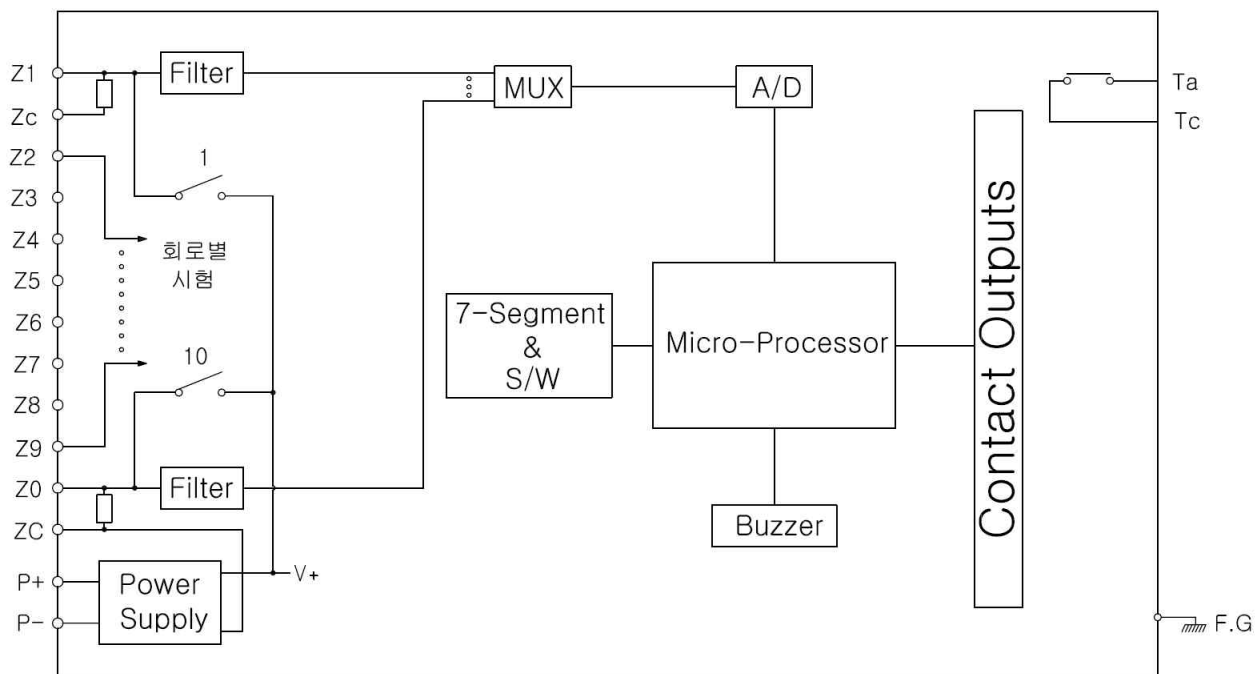 Z1
Zc
Z2
Z3
Z4
Z5
Z6
Z7
Z8
Z9
Z0
ZC
P+
P-
Filter
1
회로별
시험
10
Filter
Power
Supply
V+
MUX
A/D
7-Segment
&
S/W
Micro-Processor
Buzzer
Contact Outputs
Ta
Tc
F.G